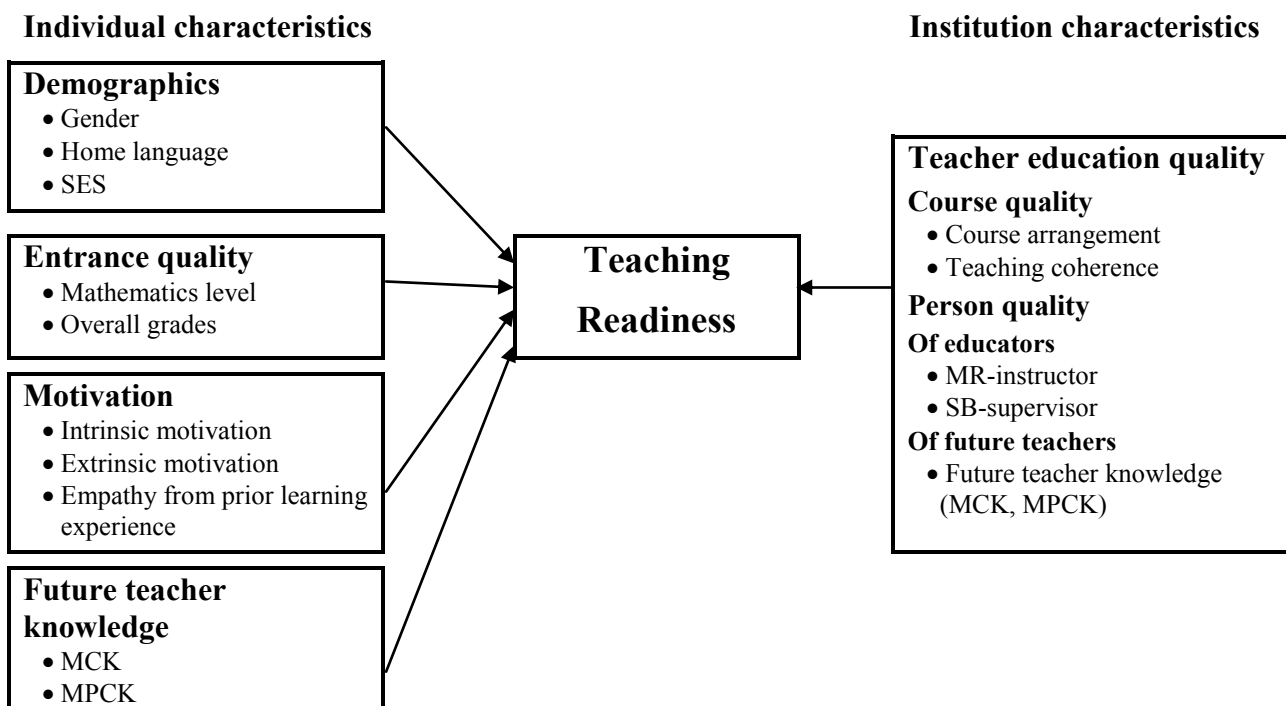 Individual characteristics
Demographics
• Gender
• Home language
• SES
Entrance quality
• Mathematics level
• Overall grades
Motivation
• Intrinsic motivation
• Extrinsic motivation
• Empathy from prior learning
experience
Future teacher
knowledge
• MCK
• MPCK
Teaching
Readiness
Institution characteristics
Teacher education quality
Course quality
• Course arrangement
• Teaching coherence
Person quality
Of educators
• MR-instructor
• SB-supervisor
Of future teachers
• Future teacher knowledge
(MCK, MPCK)